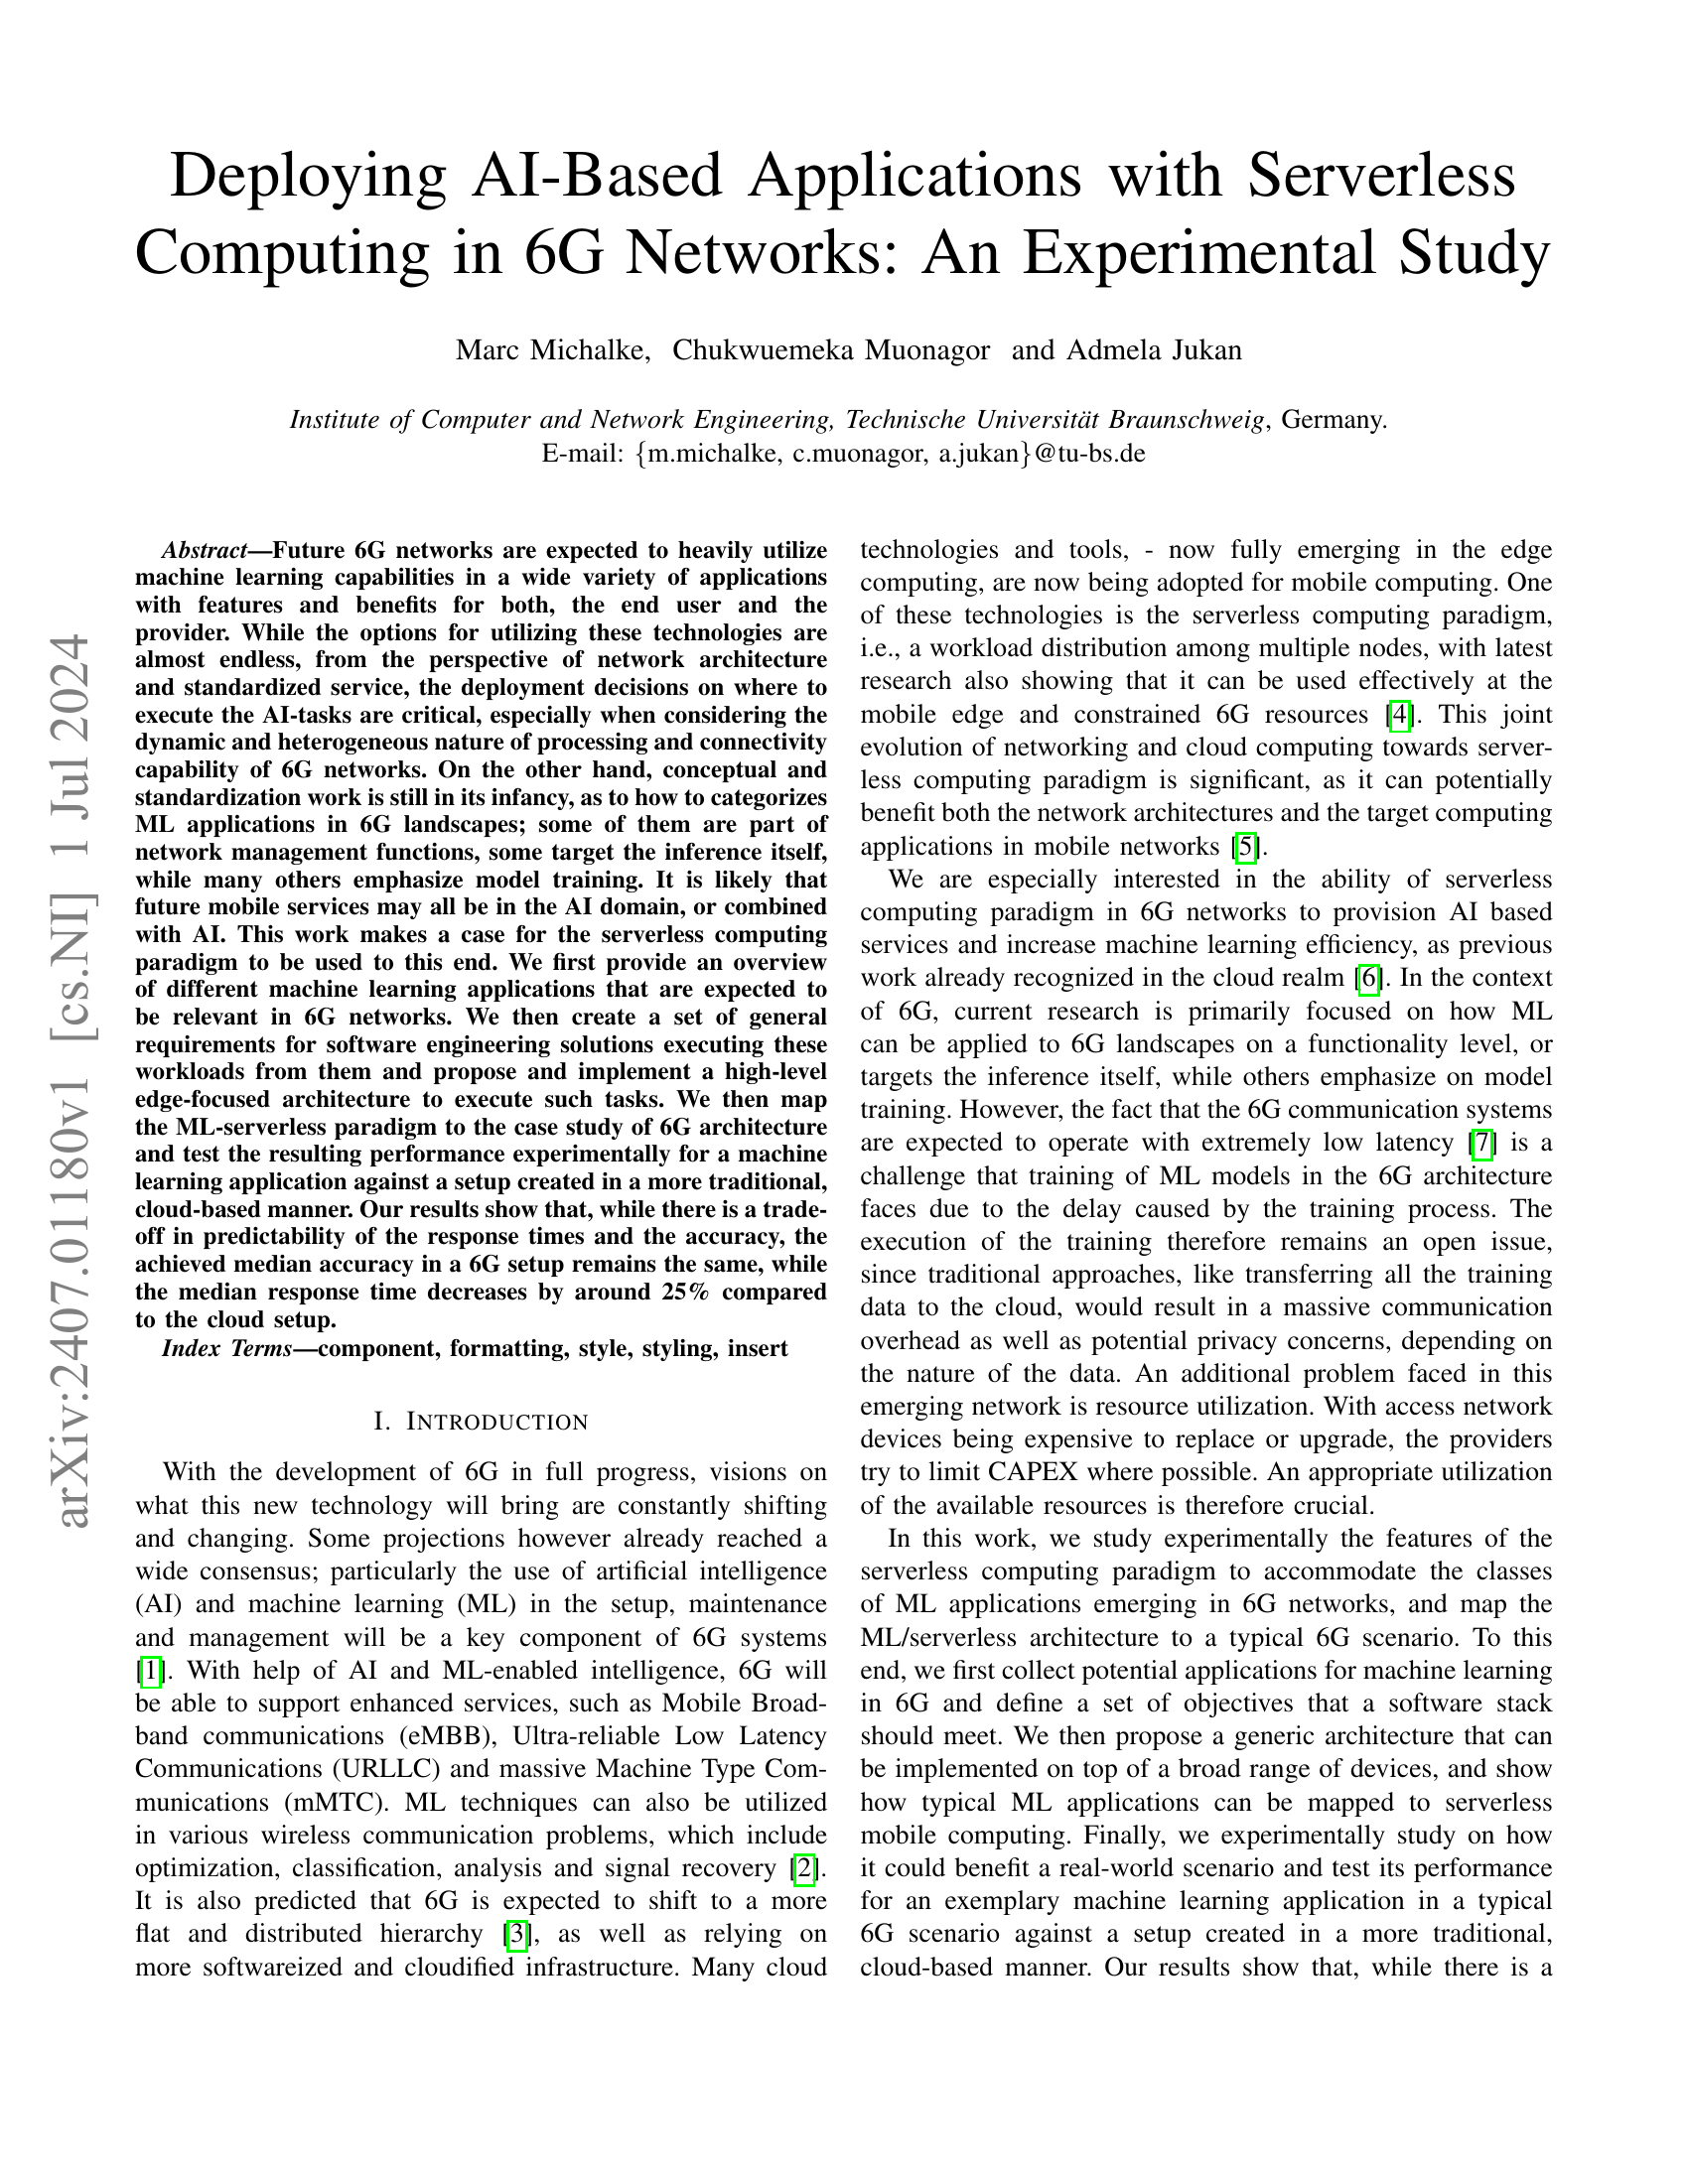 Deploying AI-Based Applications with Serverless
Computing in 6G Networks: An Experimental Study
Marc Michalke, Chukwuemeka Muonagor and Admela Jukan
Institute of Computer and Network Engineering, Technische Universität Braunschweig, Germany.
E-mail: {m.michalke, c.muonagor, a.jukan}@tu-bs.de
arXiv:2407.01180v1 [cs.NI] 1 Jul 2024
Abstract—Future 6G networks are expected to heavily utilize
machine learning capabilities in a wide variety of applications
with features and benefits for both, the end user and the
provider. While the options for utilizing these technologies are
almost endless, from the perspective of network architecture
and standardized service, the deployment decisions on where to
execute the AI-tasks are critical, especially when considering the
dynamic and heterogeneous nature of processing and connectivity
capability of 6G networks. On the other hand, conceptual and
standardization work is still in its infancy, as to how to categorizes
ML applications in 6G landscapes; some of them are part of
network management functions, some target the inference itself,
while many others emphasize model training. It is likely that
future mobile services may all be in the AI domain, or combined
with AI. This work makes a case for the serverless computing
paradigm to be used to this end. We first provide an overview
of different machine learning applications that are expected to
be relevant in 6G networks. We then create a set of general
requirements for software engineering solutions executing these
workloads from them and propose and implement a high-level
edge-focused architecture to execute such tasks. We then map
the ML-serverless paradigm to the case study of 6G architecture
and test the resulting performance experimentally for a machine
learning application against a setup created in a more traditional,
cloud-based manner. Our results show that, while there is a trade-
off in predictability of the response times and the accuracy, the
achieved median accuracy in a 6G setup remains the same, while
the median response time decreases by around 25% compared
to the cloud setup.
Index Terms—component, formatting, style, styling, insert
I. INTRODUCTION
With the development of 6G in full progress, visions on
what this new technology will bring are constantly shifting
and changing. Some projections however already reached a
wide consensus; particularly the use of artificial intelligence
(AI) and machine learning (ML) in the setup, maintenance
and management will be a key component of 6G systems
[1]. With help of AI and ML-enabled intelligence, 6G will
be able to support enhanced services, such as Mobile Broad-
band communications (eMBB), Ultra-reliable Low Latency
Communications (URLLC) and massive Machine Type Com-
munications (mMTC). ML techniques can also be utilized
in various wireless communication problems, which include
optimization, classification, analysis and signal recovery [2].
It is also predicted that 6G is expected to shift to a more
flat and distributed hierarchy [3], as well as relying on
more softwareized and cloudified infrastructure. Many cloud
technologies and tools, - now fully emerging in the edge
computing, are now being adopted for mobile computing. One
of these technologies is the serverless computing paradigm,
i.e., a workload distribution among multiple nodes, with latest
research also showing that it can be used effectively at the
mobile edge and constrained 6G resources [4]. This joint
evolution of networking and cloud computing towards server-
less computing paradigm is significant, as it can potentially
benefit both the network architectures and the target computing
applications in mobile networks [5].
We are especially interested in the ability of serverless
computing paradigm in 6G networks to provision AI based
services and increase machine learning efficiency, as previous
work already recognized in the cloud realm [6]. In the context
of 6G, current research is primarily focused on how ML
can be applied to 6G landscapes on a functionality level, or
targets the inference itself, while others emphasize on model
training. However, the fact that the 6G communication systems
are expected to operate with extremely low latency [7] is a
challenge that training of ML models in the 6G architecture
faces due to the delay caused by the training process. The
execution of the training therefore remains an open issue,
since traditional approaches, like transferring all the training
data to the cloud, would result in a massive communication
overhead as well as potential privacy concerns, depending on
the nature of the data. An additional problem faced in this
emerging network is resource utilization. With access network
devices being expensive to replace or upgrade, the providers
try to limit CAPEX where possible. An appropriate utilization
of the available resources is therefore crucial.
In this work, we study experimentally the features of the
serverless computing paradigm to accommodate the classes
of ML applications emerging in 6G networks, and map the
ML/serverless architecture to a typical 6G scenario. To this
end, we first collect potential applications for machine learning
in 6G and define a set of objectives that a software stack
should meet. We then propose a generic architecture that can
be implemented on top of a broad range of devices, and show
how typical ML applications can be mapped to serverless
mobile computing. Finally, we experimentally study on how
it could benefit a real-world scenario and test its performance
for an exemplary machine learning application in a typical
6G scenario against a setup created in a more traditional,
cloud-based manner. Our results show that, while there is a